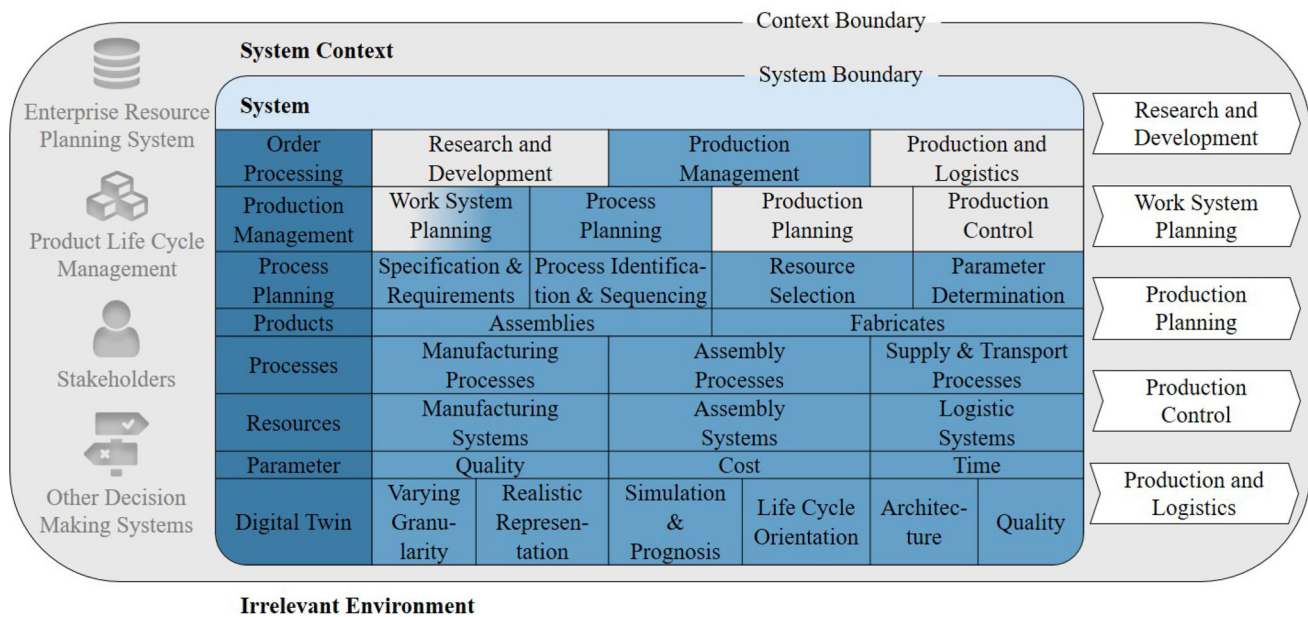 Context Boundary
System Context
System Boundary
System
Enterprise Resource
Planning System
Product Life Cycle
Management
Stakeholders
Other Decision
Making Systems
Order
Processing
Research and
Development
Production
Management
Production and
Logistics
Production
Management
Work System
Planning
Process
Planning
Production
Planning
Production
Control
Process
Planning
Specification &
Requirements
Process Identifica-
tion & Sequencing
Resource
Selection
Parameter
Determination
Products
Assemblies
Fabricates
Processes
Manufacturing
Processes
Assembly
Processes
Supply & Transport
Processes
Resources
Manufacturing
Systems
Assembly
Systems
Logistic
Systems
Parameter
Quality
Cost
Time
Digital Twin
Varying
Granu-
larity
Realistic
Represen-
tation
Simulation
&
Prognosis
Life Cycle
Orientation
Architec-
ture
Quality
Research and
Development
Work System
Planning
Production
Planning
Production
Control
Production and
Logistics
Irrelevant Environment